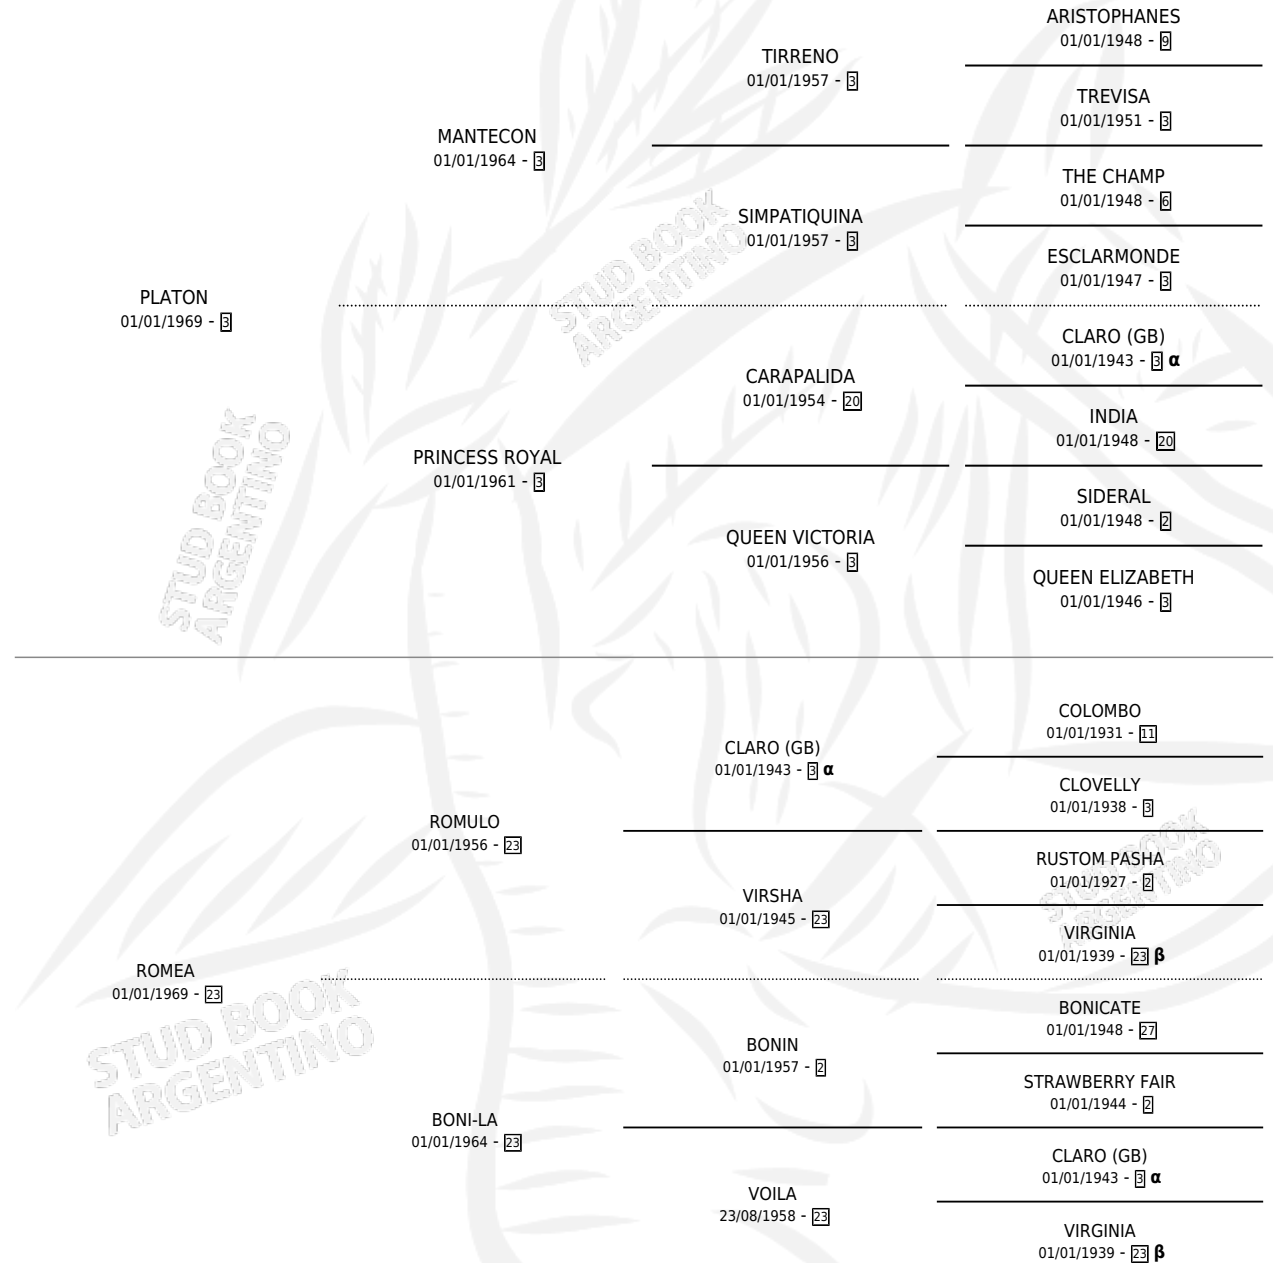 ARISTOPHANES
01/01/1948 - 9
TIRRENO
01/01/1957 - 3
TREVISA
01/01/1951 - 3
MANTECON
01/01/1964 - 3
THE CHAMP
01/01/1948 - 6
SIMPATIQUINA
01/01/1957 - 3
ESCLARMONDE
01/01/1947 - 3
STUD BOOK
ARGENTINO
PLATON
01/01/1969 - 3
CLARO (GB)
01/01/1943 - 3 α
CARAPALIDA
01/01/1954 - 20
INDIA
01/01/1948 - 20
PRINCESS ROYAL
01/01/1961 - 3
SIDERAL
01/01/1948 - 2
QUEEN VICTORIA
01/01/1956 - 3
QUEEN ELIZABETH
01/01/1946 - 3
STUD BOOK
ARGENTINO
COLOMBO
01/01/1931 - 11
CLARO (GB)
01/01/1943 - 3 α
CLOVELLY
01/01/1938 - 3
ROMULO
01/01/1956 - 23
RUSTOM PASHA
01/01/1927 - 2
STUD BOOK
ARGENTINO
VIRSHA
01/01/1945 - 23
VIRGINIA
01/01/1939 - 23 β
ROMEA
01/01/1969 - 23
BONICATE
01/01/1948 - 27
STUD BOOK
ARGENTINO
BONIN
01/01/1957 - 2
STRAWBERRY FAIR
01/01/1944 - 2
BONI-LA
01/01/1964 - 23
CLARO (GB)
01/01/1943 - 3 α
VOILA
23/08/1958 - 23
VIRGINIA
01/01/1939 - 23 β